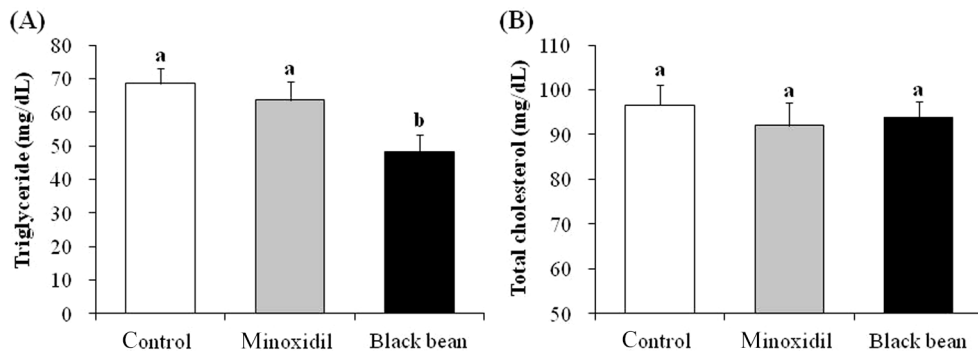 (A)
Triglyceride (mg/dL)
80
70
60
50
40
30
20
10
0
a
a
b
Control
Minoxidil
Black bean
(B)
Total cholesterol (mg/dL)
110
100
90
80
70
60
50
a
a
a
Control
Minoxidil
Black bean